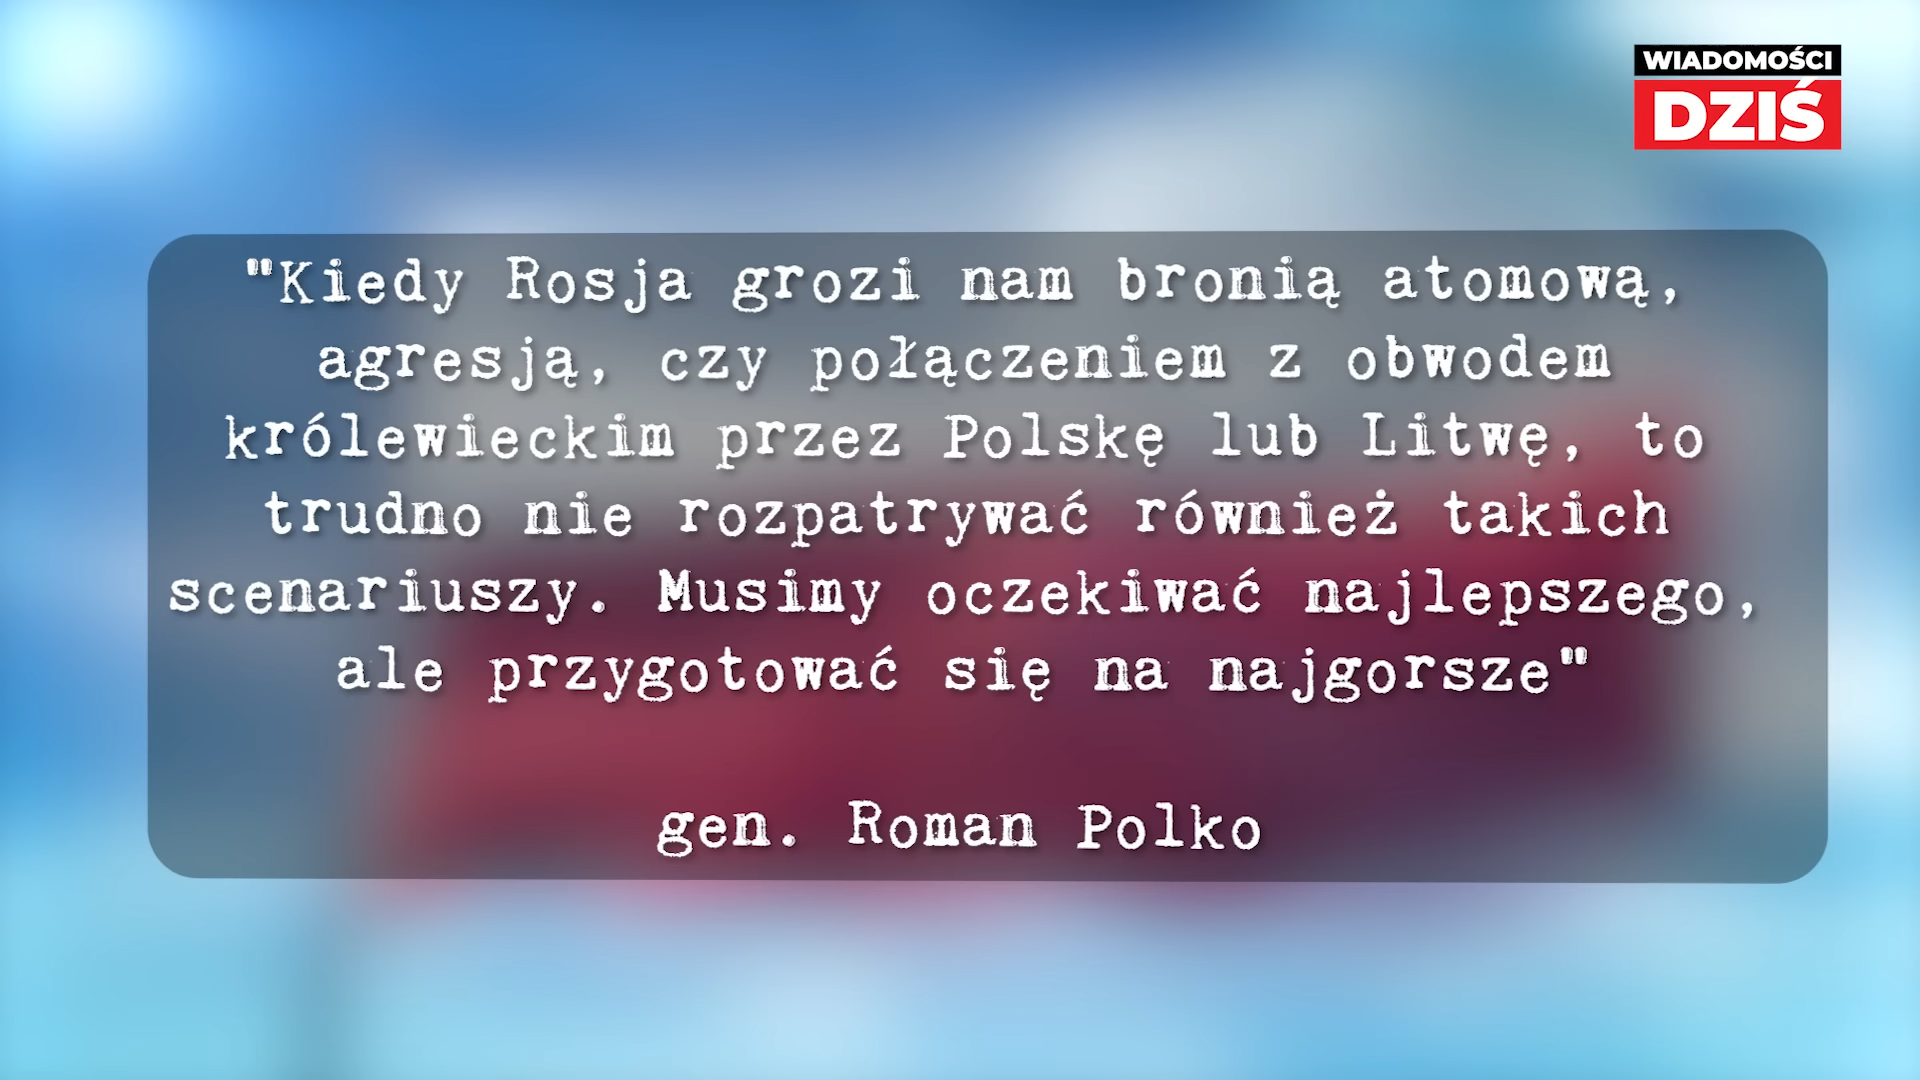 WIADOMOŚCI
DZIŚ
"Kiedy Rosja grozi nam bronią atomową,
agresją, czy połączeniem z obwodem
królewieckim przez Polskę lub Litwę, to
trudno nie rozpatrywać również takich
scenariuszy. Musimy oczekiwać najlepszego,
ale przygotować się na najgorsze"
gen. Roman Polko